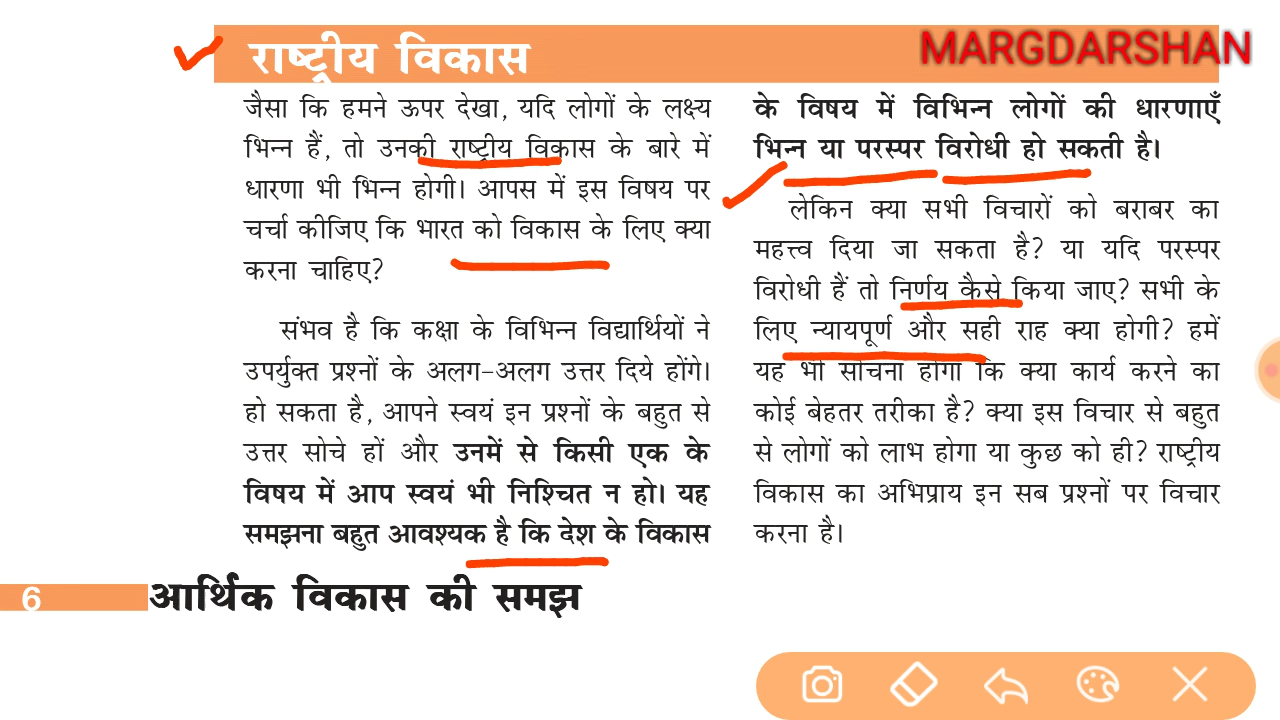 राष्ट्रीय विकास
MARGDARSHAN
जैसा कि हमने ऊपर देखा, यदि लोगों के लक्ष्य
भिन्न हैं, तो उनकी राष्ट्रीय विकास के बारे में
धारणा भी भिन्न होगी। आपस में इस विषय पर
चर्चा कीजिए कि भारत को विकास के लिए क्या
करना चाहिए?
संभव है कि कक्षा के विभिन्न विद्यार्थियों ने
उपर्युक्त प्रश्नों के अलग-अलग उत्तर दिये होंगे।
हो सकता है, आपने स्वयं इन प्रश्नों के बहुत से
उत्तर सोचे हों और उनमें से किसी एक के
विषय में आप स्वयं भी निश्चित न हो। यह
समझना बहुत आवश्यक है कि देश के विकास
के विषय में विभिन्न लोगों की धारणाएँ
भिन्न या परस्पर विरोधी हो सकती है।
लेकिन क्या सभी विचारों को बराबर का
महत्त्व दिया जा सकता है? या यदि परस्पर
विरोधी हैं तो निर्णय कैसे किया जाए? सभी के
लिए न्यायपूर्ण और सही राह क्या होगी? हमें
यह भी सोचना होगा कि क्या कार्य करने का
कोई बेहतर तरीका है? क्या इस विचार से बहुत
से लोगों को लाभ होगा या कुछ को ही? राष्ट्रीय
विकास का अभिप्राय इन सब प्रश्नों पर विचार
करना है।
6
आर्थिक विकास की समझ